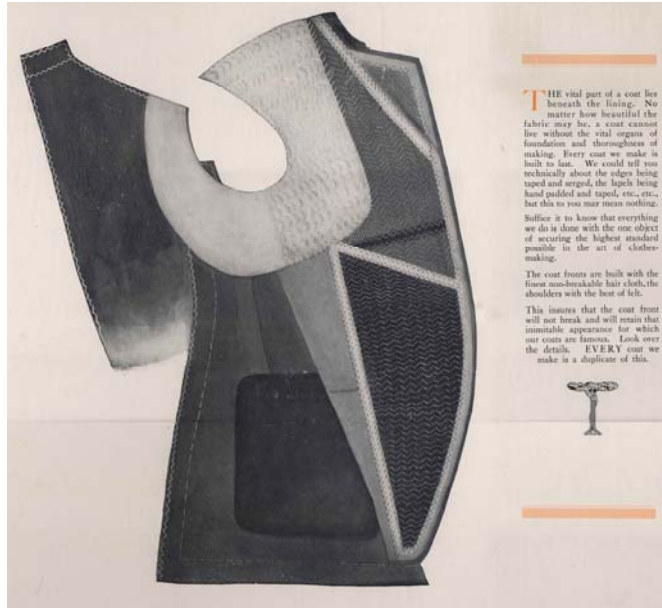 THE vital part of a coat lies
beneath the lining. No
matter how beautiful the
fabric may be, a coat cannot
live without the vital organs of
foundation and thoroughness of
making. Every coat we make is
built to last. We could tell you
technically about the edges being
taped and serged, the lapels being
hand padded and taped, etc., etc.,
but this to you may mean nothing.
Suffice it to know that everything
we do is done with the one object
of securing the highest standard
possible in the art of clothes-
making.
The coat fronts are built with the
finest non-breakable hair cloth, the
shoulders with the best of felt.
This insures that the coat front
will not break and will retain that
inimitable appearance for which
our coats are famous. Look over
the details. EVERY coat we
make is a duplicate of this.